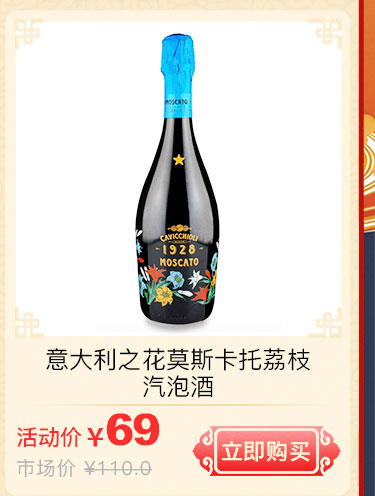 MOSCATO
CAVICCHIOLI
1928
MOSCATO
意大利之花莫斯卡托荔枝
汽泡酒
活动价 ¥69
市场价 ¥110.0
立即购买